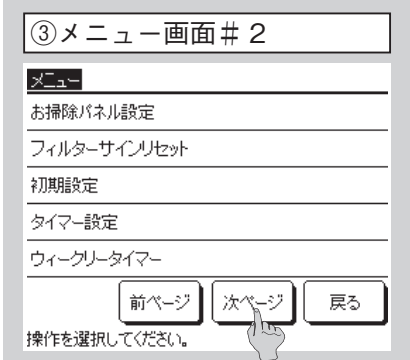 ③メニュー画面＃２
メニュー
お掃除パネル設定
フィルターサインリセット
初期設定
タイマー設定
ウィークリータイマー
前ページ 次ページ 戻る
操作を選択してください。